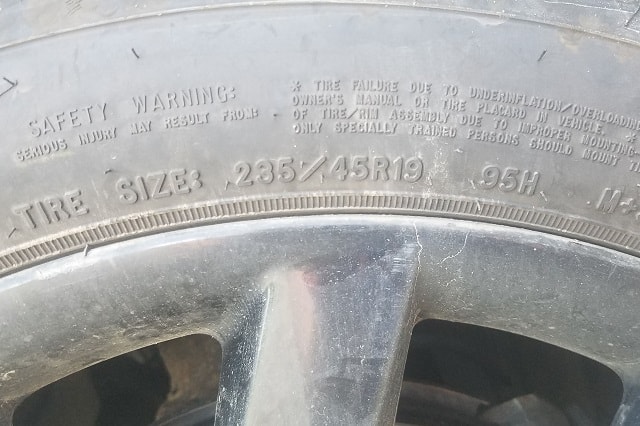 SAFETY WARNING:
SERIOUS INJURY MAY RESULT FROM:
* TIRE FAILURE DUE TO UNDERINFLATION/OVERLOADING
OWNER'S MANUAL OR TIRE PLACARD IN VEHICLE. *
OF TIRE/RIM ASSEMBLY DUE TO IMPROPER MOUNTING.
ONLY SPECIALLY TRAINED PERSONS SHOULD MOUNT
TIRE SIZE: 235/45R19 95H M+